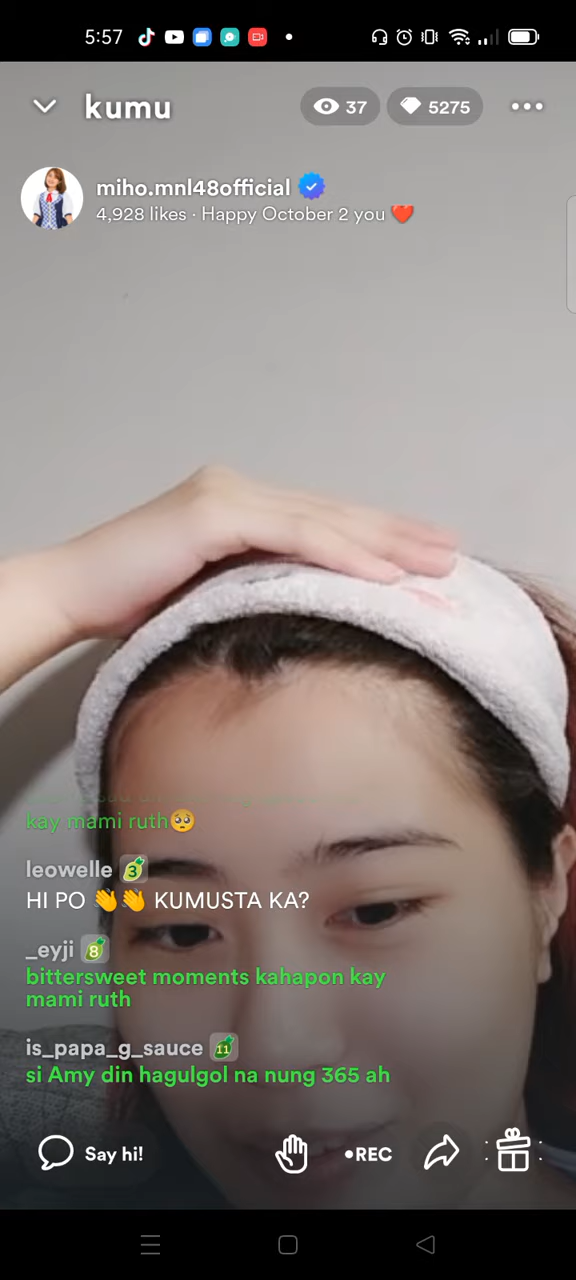 5:57
kumu
37
5275
miho.mnl48official
4,928 likes · Happy October 2 you ❤️
kay mami ruth🥺
leowelle 3
HI PO 👏👏 KUMUSTA KA?
_eyji 8
bittersweet moments kahapon kay
mami ruth
is_papa_g_sauce 11
si Amy din hagulgol na nung 365 ah
Say hi!
•REC